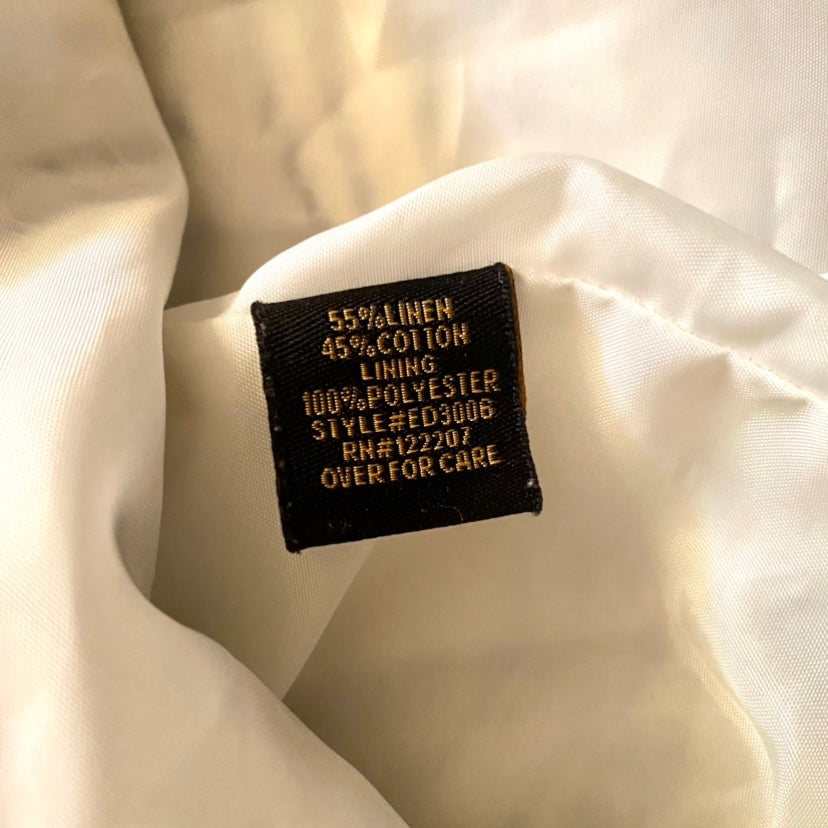 55%LINEN
45%COTTON
LINING
100%POLYESTER
STYLE#ED3006
RN#122207
OVER FOR CARE